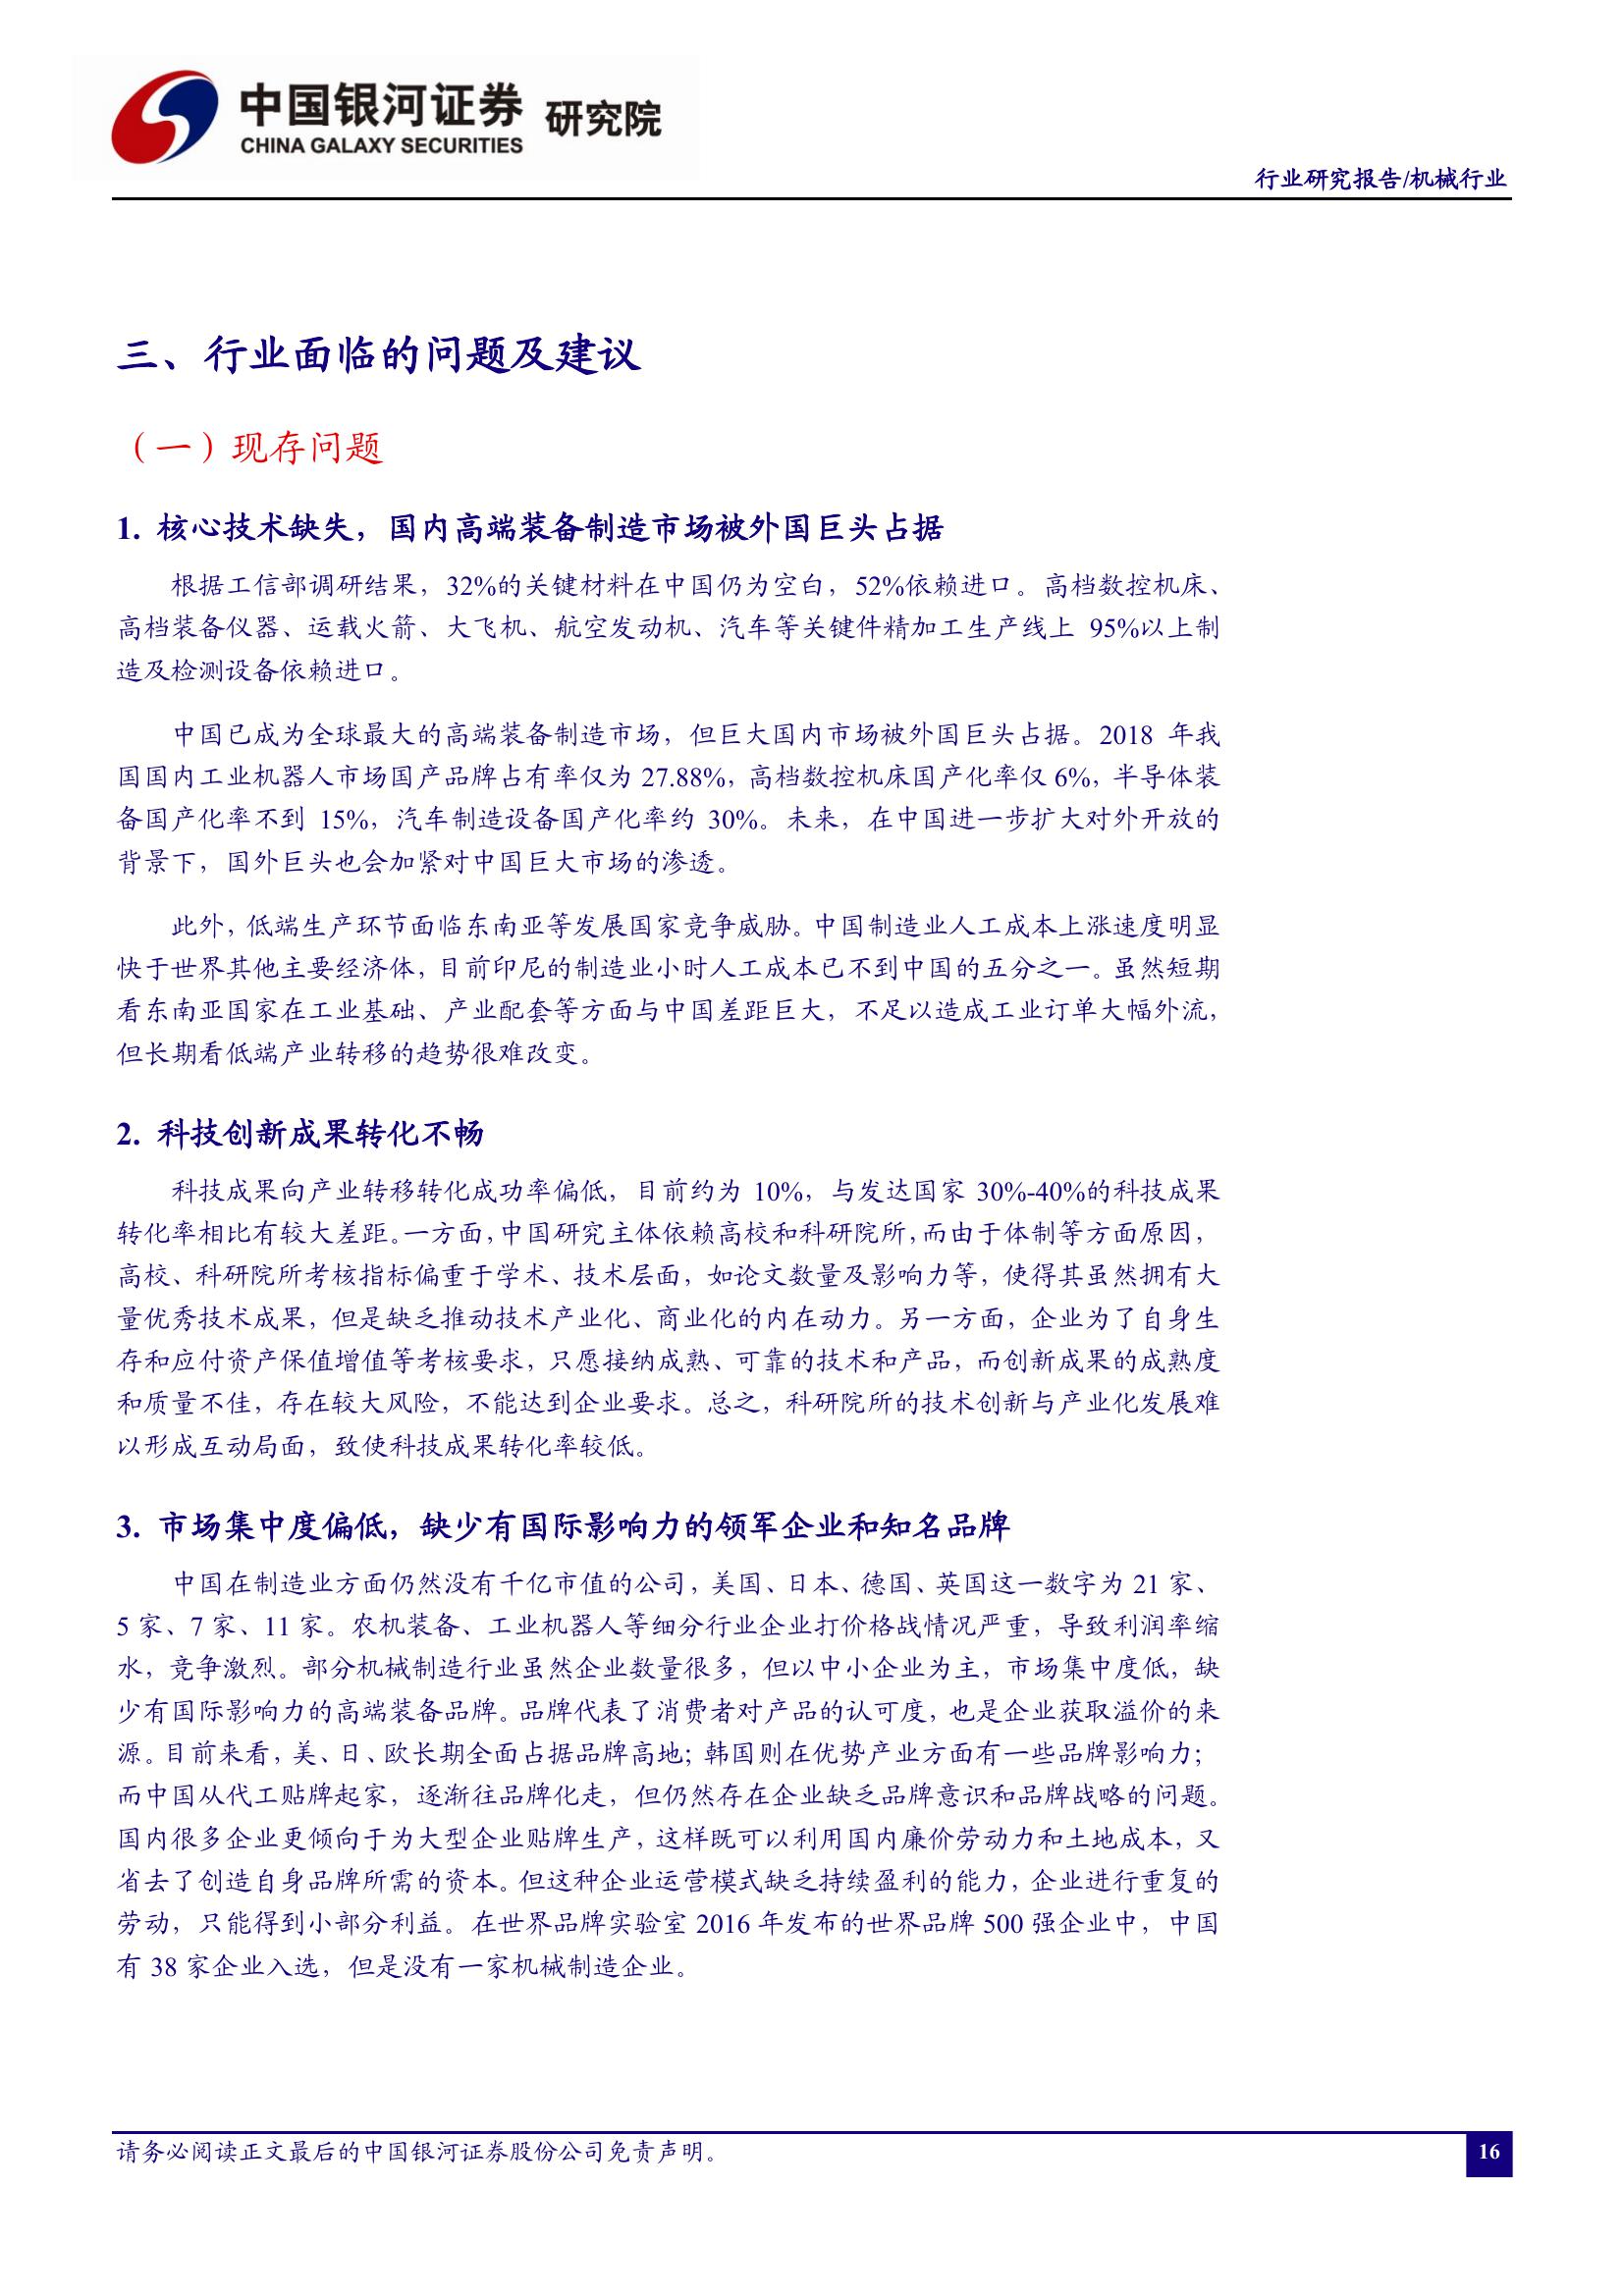 中国银河证券 研究院
CHINA GALAXY SECURITIES
行业研究报告/机械行业
三、行业面临的问题及建议
（一）现存问题
1. 核心技术缺失，国内高端装备制造市场被外国巨头占据
根据工信部调研结果，32%的关键材料在中国仍为空白，52%依赖进口。高档数控机床、
高档装备仪器、运载火箭、大飞机、航空发动机、汽车等关键件精加工生产线上 95%以上制
造及检测设备依赖进口。
中国已成为全球最大的高端装备制造市场，但巨大国内市场被外国巨头占据。2018 年我
国国内工业机器人市场国产品牌占有率仅为 27.88%，高档数控机床国产化率仅 6%，半导体装
备国产化率不到 15%，汽车制造设备国产化率约 30%。未来，在中国进一步扩大对外开放的
背景下，国外巨头也会加紧对中国巨大市场的渗透。
此外，低端生产环节面临东南亚等发展国家竞争威胁。中国制造业人工成本上涨速度明显
快于世界其他主要经济体，目前印尼的制造业小时人工成本已不到中国的五分之一。虽然短期
看东南亚国家在工业基础、产业配套等方面与中国差距巨大，不足以造成工业订单大幅外流，
但长期看低端产业转移的趋势很难改变。
2. 科技创新成果转化不畅
科技成果向产业转移转化成功率偏低，目前约为 10%，与发达国家 30%-40%的科技成果
转化率相比有较大差距。一方面，中国研究主体依赖高校和科研院所，而由于体制等方面原因，
高校、科研院所考核指标偏重于学术、技术层面，如论文数量及影响力等，使得其虽然拥有大
量优秀技术成果，但是缺乏推动技术产业化、商业化的内在动力。另一方面，企业为了自身生
存和应付资产保值增值等考核要求，只愿接纳成熟、可靠的技术和产品，而创新成果的成熟度
和质量不佳，存在较大风险，不能达到企业要求。总之，科研院所的技术创新与产业化发展难
以形成互动局面，致使科技成果转化率较低。
3. 市场集中度偏低，缺少有国际影响力的领军企业和知名品牌
中国在制造业方面仍然没有千亿市值的公司，美国、日本、德国、英国这一数字为 21 家、
5 家、7 家、11 家。农机装备、工业机器人等细分行业企业打价格战情况严重，导致利润率缩
水，竞争激烈。部分机械制造行业虽然企业数量很多，但以中小企业为主，市场集中度低，缺
少有国际影响力的高端装备品牌。品牌代表了消费者对产品的认可度，也是企业获取溢价的来
源。目前来看，美、日、欧长期全面占据品牌高地；韩国则在优势产业方面有一些品牌影响力；
而中国从代工贴牌起家，逐渐往品牌化走，但仍然存在企业缺乏品牌意识和品牌战略的问题。
国内很多企业更倾向于为大型企业贴牌生产，这样既可以利用国内廉价劳动力和土地成本，又
省去了创造自身品牌所需的资本。但这种企业运营模式缺乏持续盈利的能力，企业进行重复的
劳动，只能得到小部分利益。在世界品牌实验室 2016 年发布的世界品牌 500 强企业中，中国
有 38 家企业入选，但是没有一家机械制造企业。
请务必阅读正文最后的中国银河证券股份公司免责声明。
16